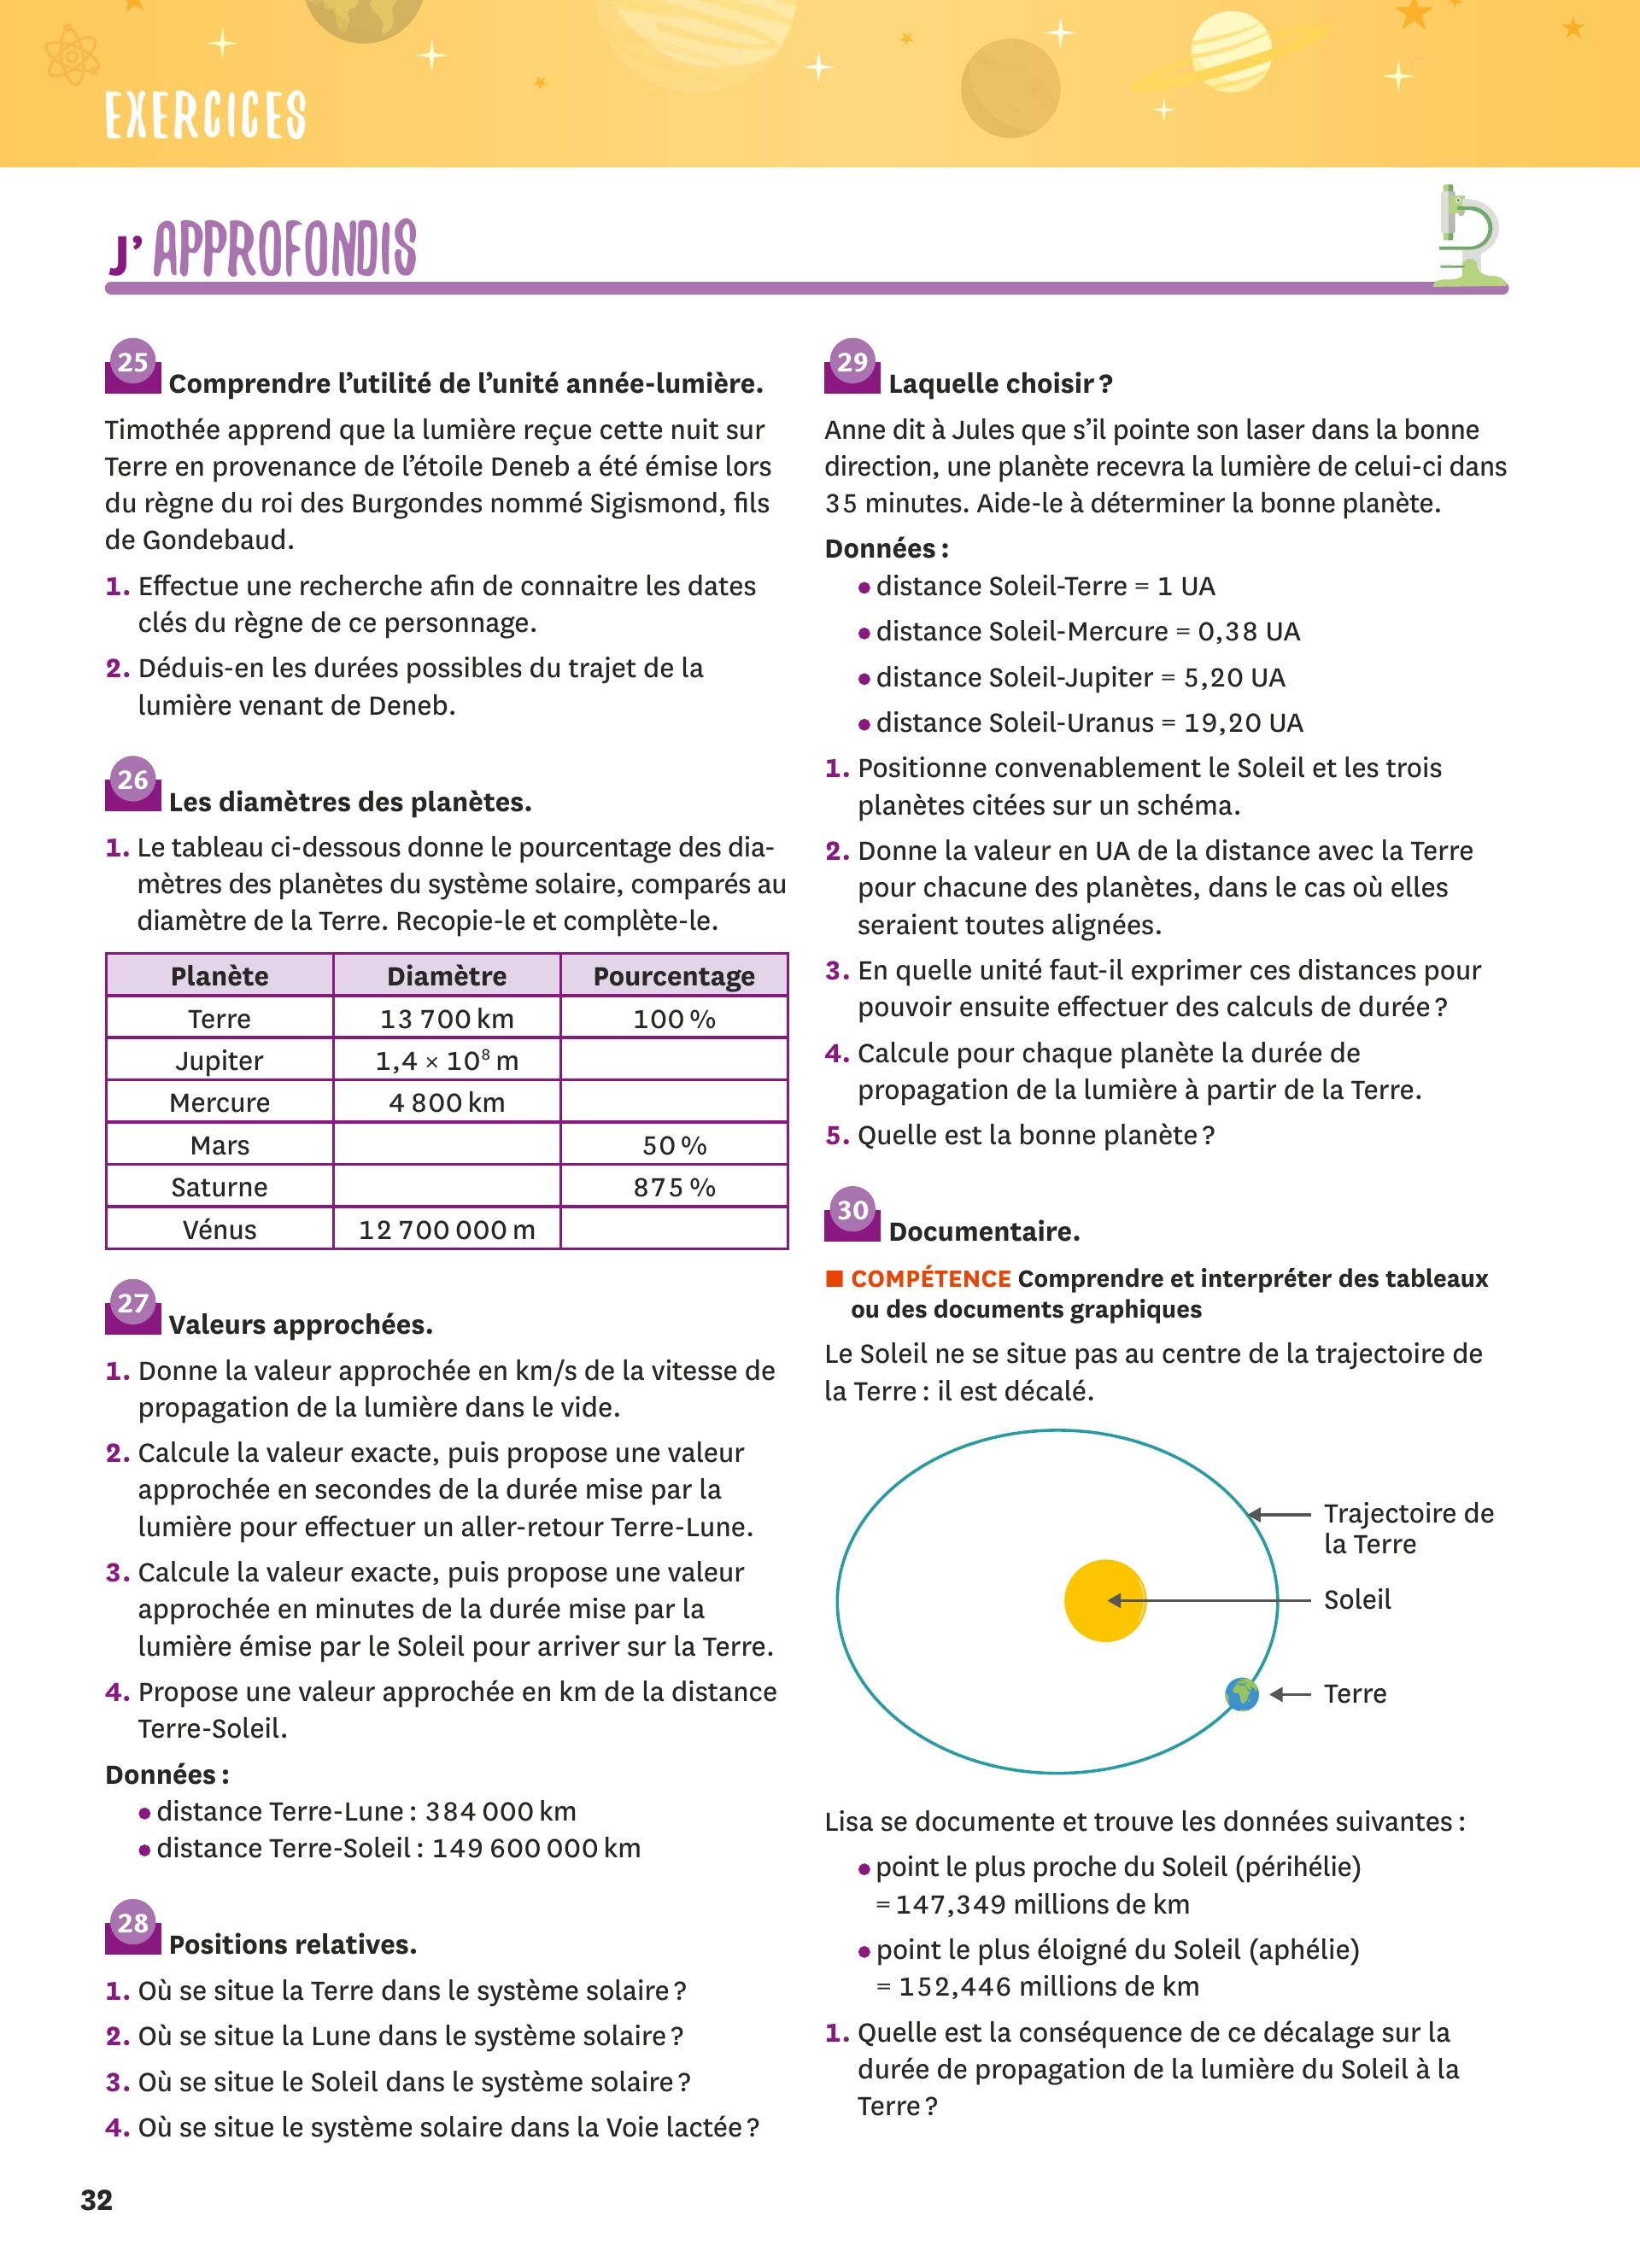 EXERCICES
J’APPROFONDIS
25
Comprendre l’utilité de l’unité année-lumière.
Timothée apprend que la lumière reçue cette nuit sur
Terre en provenance de l’étoile Deneb a été émise lors
du règne du roi des Burgondes nommé Sigismond, fils
de Gondebaud.
1. Effectue une recherche afin de connaitre les dates
clés du règne de ce personnage.
2. Déduis-en les durées possibles du trajet de la
lumière venant de Deneb.
26
Les diamètres des planètes.
1. Le tableau ci-dessous donne le pourcentage des dia-
mètres des planètes du système solaire, comparés au
diamètre de la Terre. Recopie-le et complète-le.
Planète Diamètre Pourcentage
Terre 13 700 km 100 %
Jupiter 1,4 × 10⁸ m
Mercure 4 800 km
Mars 50 %
Saturne 875 %
Vénus 12 700 000 m
27
Valeurs approchées.
1. Donne la valeur approchée en km/s de la vitesse de
propagation de la lumière dans le vide.
2. Calcule la valeur exacte, puis propose une valeur
approchée en secondes de la durée mise par la
lumière pour effectuer un aller-retour Terre-Lune.
3. Calcule la valeur exacte, puis propose une valeur
approchée en minutes de la durée mise par la
lumière émise par le Soleil pour arriver sur la Terre.
4. Propose une valeur approchée en km de la distance
Terre-Soleil.
Données :
• distance Terre-Lune : 384 000 km
• distance Terre-Soleil : 149 600 000 km
28
Positions relatives.
1. Où se situe la Terre dans le système solaire ?
2. Où se situe la Lune dans le système solaire ?
3. Où se situe le Soleil dans le système solaire ?
4. Où se situe le système solaire dans la Voie lactée ?
29
Laquelle choisir ?
Anne dit à Jules que s’il pointe son laser dans la bonne
direction, une planète recevra la lumière de celui-ci dans
35 minutes. Aide-le à déterminer la bonne planète.
Données :
• distance Soleil-Terre = 1 UA
• distance Soleil-Mercure = 0,38 UA
• distance Soleil-Jupiter = 5,20 UA
• distance Soleil-Uranus = 19,20 UA
1. Positionne convenablement le Soleil et les trois
planètes citées sur un schéma.
2. Donne la valeur en UA de la distance avec la Terre
pour chacune des planètes, dans le cas où elles
seraient toutes alignées.
3. En quelle unité faut-il exprimer ces distances pour
pouvoir ensuite effectuer des calculs de durée ?
4. Calcule pour chaque planète la durée de
propagation de la lumière à partir de la Terre.
5. Quelle est la bonne planète ?
30
Documentaire.
■ COMPÉTENCE Comprendre et interpréter des tableaux
ou des documents graphiques
Le Soleil ne se situe pas au centre de la trajectoire de
la Terre : il est décalé.
Trajectoire de
la Terre
Soleil
Terre
Lisa se documente et trouve les données suivantes :
• point le plus proche du Soleil (périhélie)
= 147,349 millions de km
• point le plus éloigné du Soleil (aphélie)
= 152,446 millions de km
1. Quelle est la conséquence de ce décalage sur la
durée de propagation de la lumière du Soleil à la
Terre ?
32